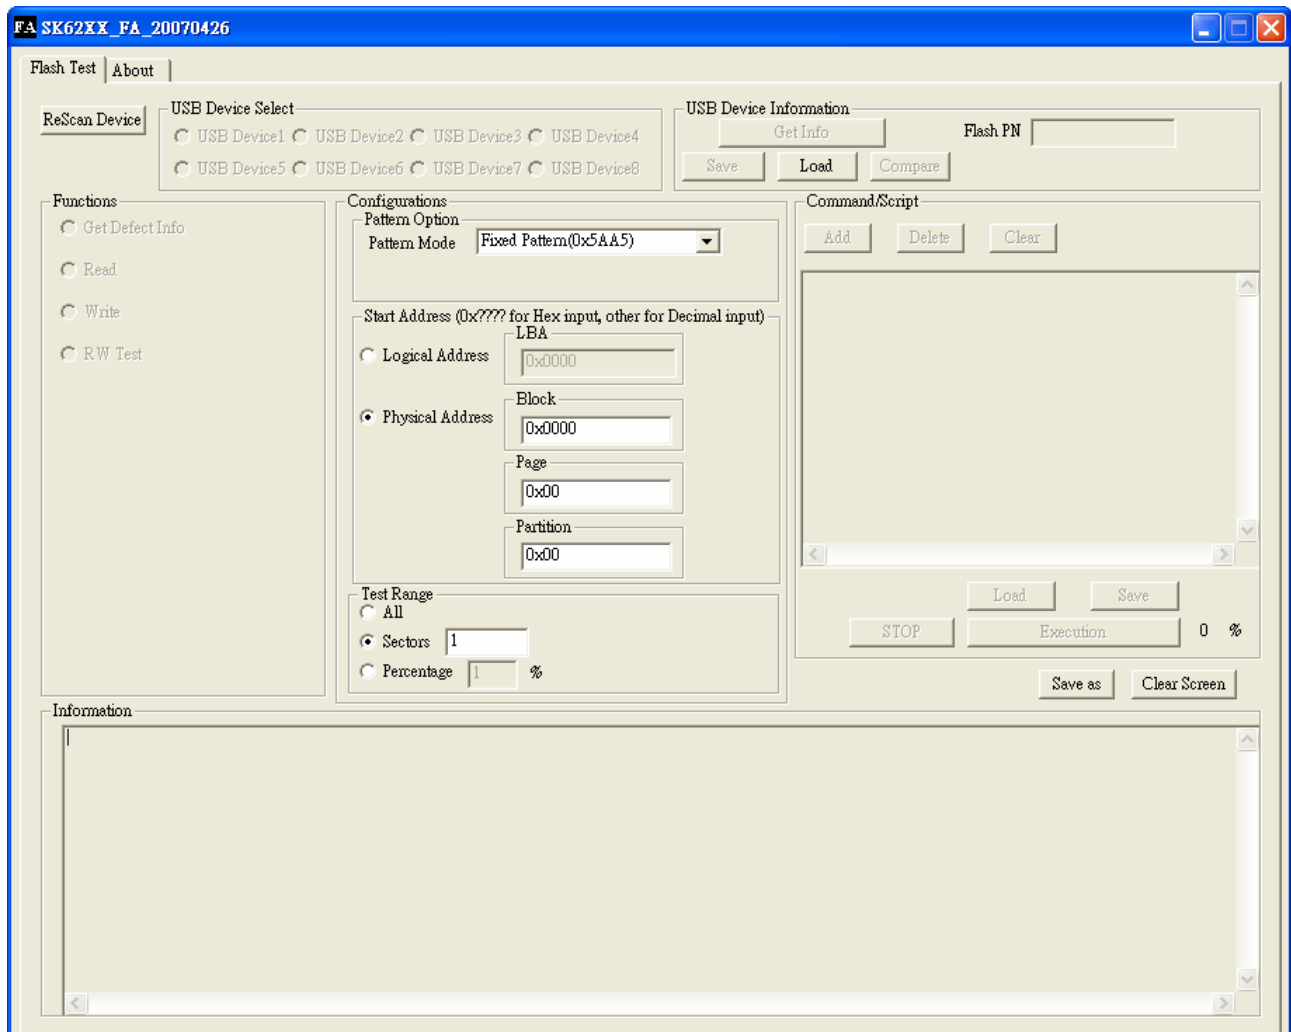 FA SK62XX_FA_20070426
Flash Test About
ReScan Device
USB Device Select
USB Device1 USB Device2 USB Device3 USB Device4
USB Device5 USB Device6 USB Device7 USB Device8
USB Device Information
Get Info Flash PN
Save Load Compare
Functions
Get Defect Info
Read
Write
RW Test
Configurations
Pattern Option
Pattern Mode Fixed Pattern(0x5AA5)
Start Address (0x???? for Hex input, other for Decimal input)
LBA
Logical Address 0x0000
Block
Physical Address 0x0000
Page
0x00
Partition
0x00
Test Range
All
Sectors 1
Percentage 1 %
Command/Script
Add Delete Clear
Load Save
STOP Execution 0 %
Save as Clear Screen
Information